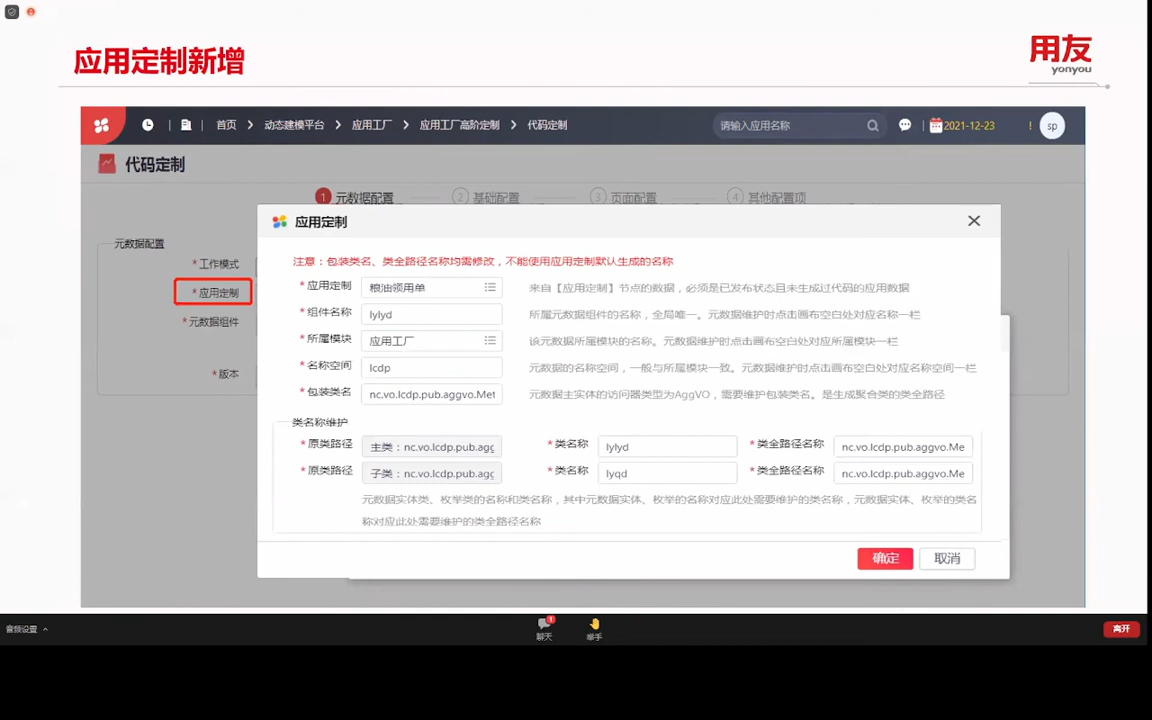 应用定制新增
用友
yonyou
首页 > 动态建模平台 > 应用工厂 > 应用工厂高阶定制 > 代码定制
请输入应用名称
2021-12-23
!
sp
代码定制
1 元数据配置
2 基础配置
3 页面配置
4 其他配置项
应用定制
元数据配置
*工作模式
*应用定制
*元数据组件
*版本
注意：包装类名、类全路径名称均需修改，不能使用应用定制默认生成的名称
*应用定制 粮油领用单 来自【应用定制】节点的数据，必须是已发布状态且未生成过代码的应用数据
*组件名称 lylyd 所属元数据组件的名称，全局唯一。元数据维护时点击画布空白处对应名称一栏
*所属模块 应用工厂 该元数据所属模块的名称。元数据维护时点击画布空白处对应所属模块一栏
*名称空间 lcdp 元数据的名称空间，一般与所属模块一致。元数据维护时点击画布空白处对应名称空间一栏
*包装类名 nc.vo.lcdp.pub.aggvo.Met 元数据主实体的访问器类型为AggVO，需要维护包装类名。是生成聚合类的类全路径
类名称维护
*原类路径 主类：nc.vo.lcdp.pub.agg *类名称 lylyd *类全路径名称 nc.vo.lcdp.pub.aggvo.Me
*原类路径 子类：nc.vo.lcdp.pub.agg *类名称 lyqd *类全路径名称 nc.vo.lcdp.pub.aggvo.Me
元数据实体类、枚举类的名称和类名称，其中元数据实体、枚举的名称对应此处需要维护的类名称，元数据实体、枚举的类名
称对应此处需要维护的类全路径名称
确定
取消
音频设置
1
聊天
举手
离开